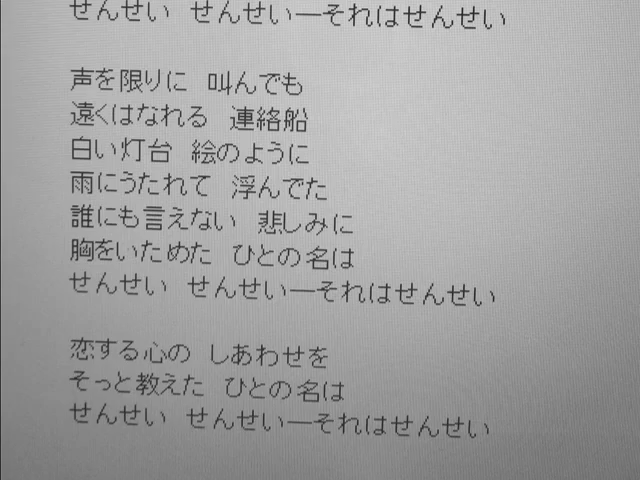 せんせい　せんせい―それはせんせい
声を限りに　叫んでも
遠くはなれる　連絡船
白い灯台　絵のように
雨にうたれて　浮んでた
誰にも言えない　悲しみに
胸をいためた　ひとの名は
せんせい　せんせい―それはせんせい
恋する心の　しあわせを
そっと教えた　ひとの名は
せんせい　せんせい―それはせんせい